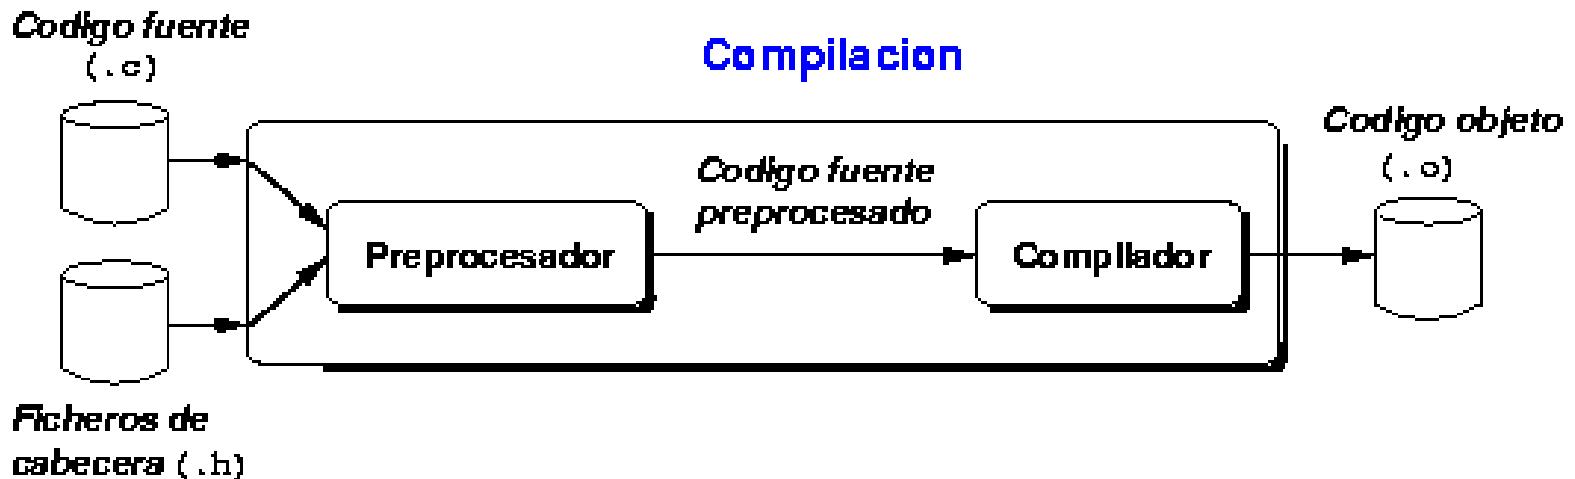 Codigo fuente
(.c)
Compilacion
Codigo objeto
(.o)
Codigo fuente
preprocesado
Preprocesador
Compilador
Ficheros de
cabecera (.h)